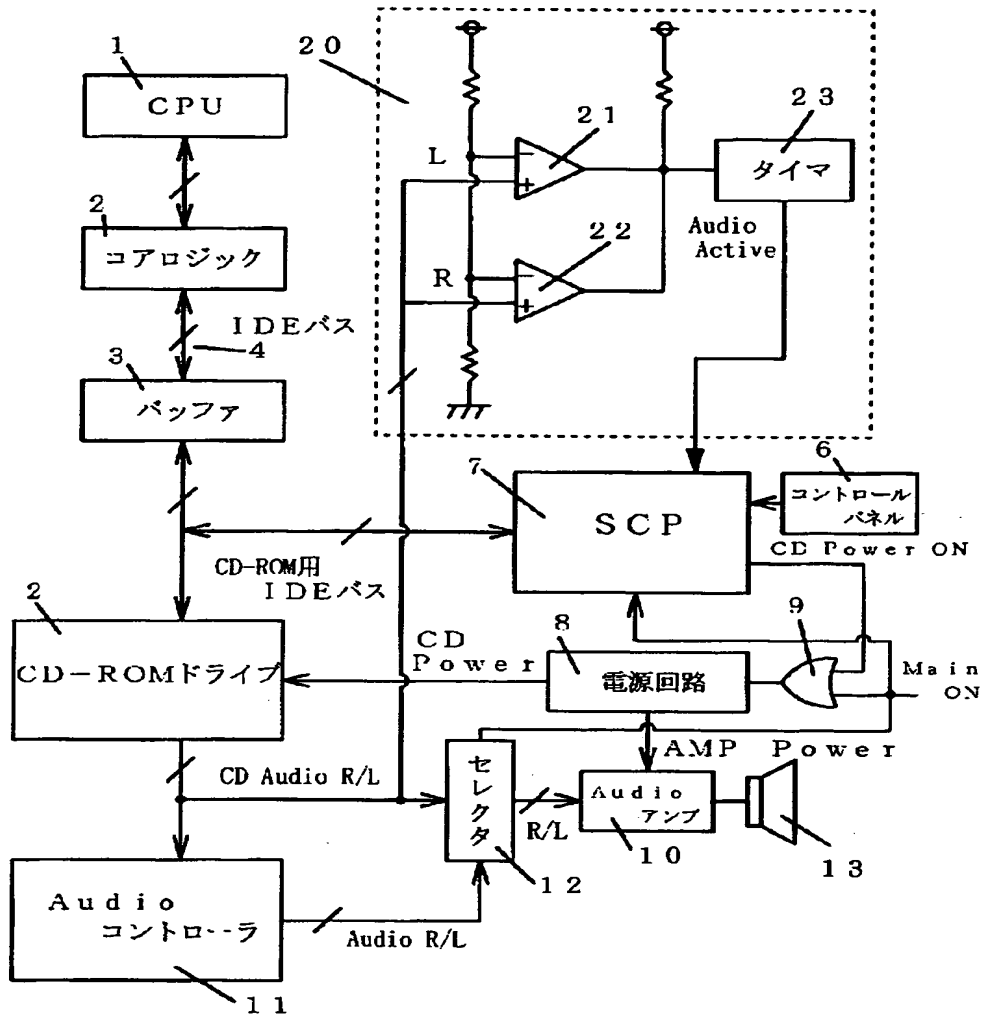 20
1
CPU
21
23
L
−
+
タイマ
2
コアロジック
22
Audio
Active
R
−
+
IDEバス
4
3
バッファ
7
SCP
6
コントロール
パネル
CD Power ON
CD-ROM用
IDEバス
2
CD-ROMドライブ
CD
Power
8
電源回路
9
Main
ON
AMP Power
CD Audio R/L
セレクタ
R/L
Audio
アンプ
10
12
13
Audio
コントローラ
Audio R/L
11